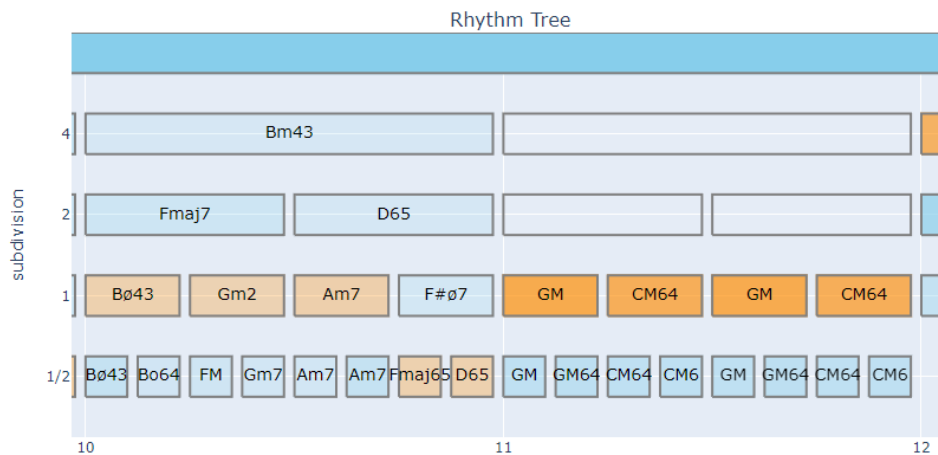 Rhythm Tree
subdivision
4 Bm43
2 Fmaj7 D65
1 Bø43 Gm2 Am7 F#ø7 GM CM64 GM CM64
1/2 Bø43 Bo64 FM Gm7 Am7 Am7 Fmaj65 D65 GM GM64 CM64 CM6 GM GM64 CM64 CM6
10 11 12